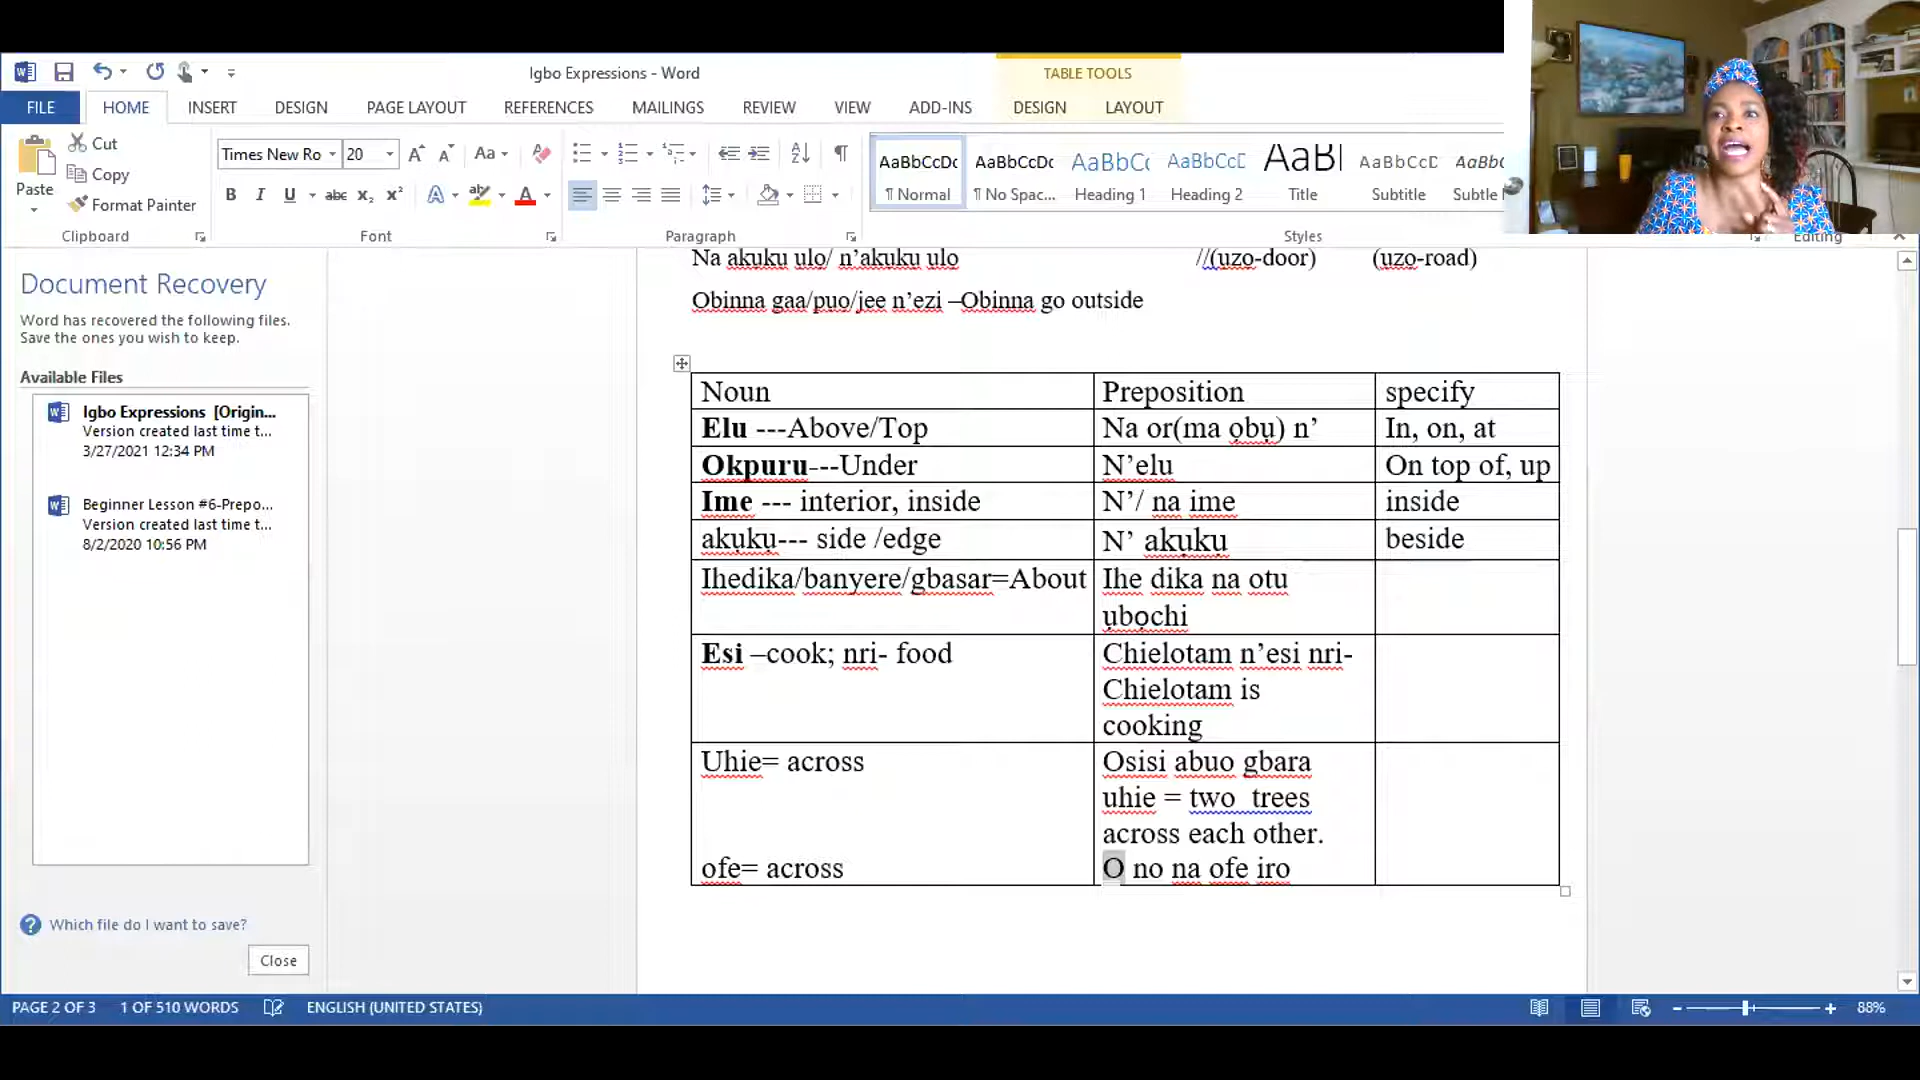 Igbo Expressions - Word
TABLE TOOLS
FILE HOME INSERT DESIGN PAGE LAYOUT REFERENCES MAILINGS REVIEW VIEW ADD-INS DESIGN LAYOUT
Cut
Copy
Format Painter
Paste
Times New Ro 20
AaBbCcDc AaBbCcDc AaBbCc AaBbCcD AaBl AaBbCcD AaBbCc
¶ Normal ¶ No Spac... Heading 1 Heading 2 Title Subtitle Subtle
Clipboard Font Paragraph Styles Editing
Document Recovery
Word has recovered the following files.
Save the ones you wish to keep.
Available Files
Igbo Expressions [Origin...
Version created last time t...
3/27/2021 12:34 PM
Beginner Lesson #6-Prepo...
Version created last time t...
8/2/2020 10:56 PM
Which file do I want to save?
Close
Na akuku ulo/ n’akuku ulo //(uzo-door) (uzo-road)
Obinna gaa/puo/jee n’ezi –Obinna go outside
Noun Preposition specify
Elu ---Above/Top Na or(ma ọbụ) n’ In, on, at
Okpuru---Under N’elu On top of, up
Ime --- interior, inside N’/ na ime inside
akụkụ--- side /edge N’ akụkụ beside
Ihedika/banyere/gbasar=About Ihe dika na otu
ụbọchi
Esi –cook; nri- food Chielotam n’esi nri-
Chielotam is
cooking
Uhie= across Osisi abuo gbara
uhie = two trees
across each other.
ofe= across O no na ofe iro
PAGE 2 OF 3 1 OF 510 WORDS ENGLISH (UNITED STATES) 88%